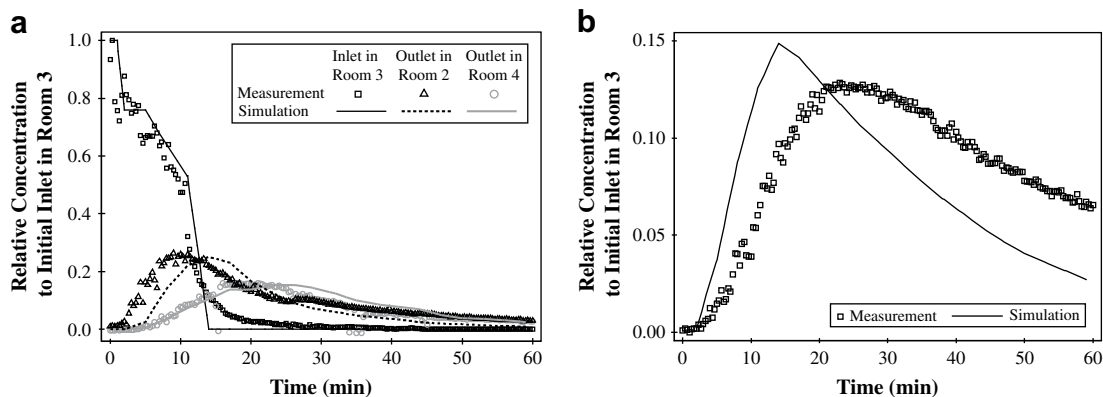 a
Relative Concentration
to Initial Inlet in Room 3
1.0
0.8
0.6
0.4
0.2
0.0
Inlet in Outlet in Outlet in
Room 3 Room 2 Room 4
Measurement
Simulation
0 10 20 30 40 50 60
Time (min)
b
Relative Concentration
to Initial Inlet in Room 3
0.15
0.10
0.05
0.00
Measurement Simulation
0 10 20 30 40 50 60
Time (min)